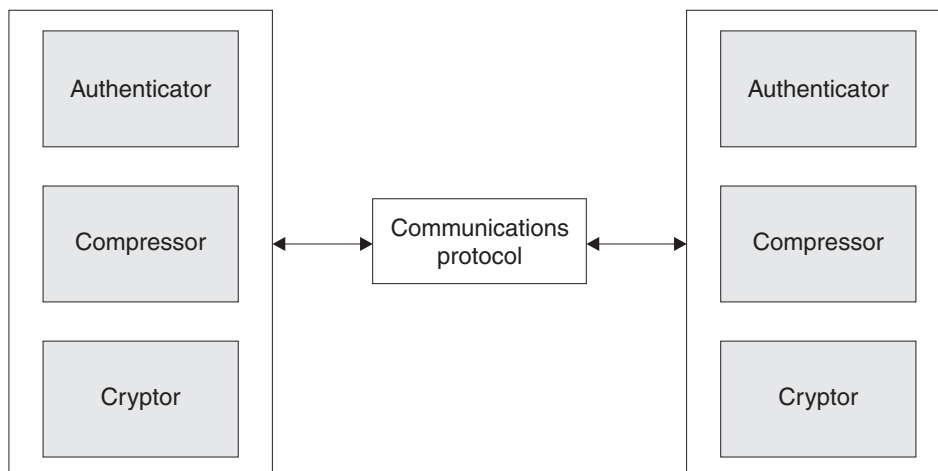 Authenticator
Compressor
Cryptor
Communications
protocol
Authenticator
Compressor
Cryptor